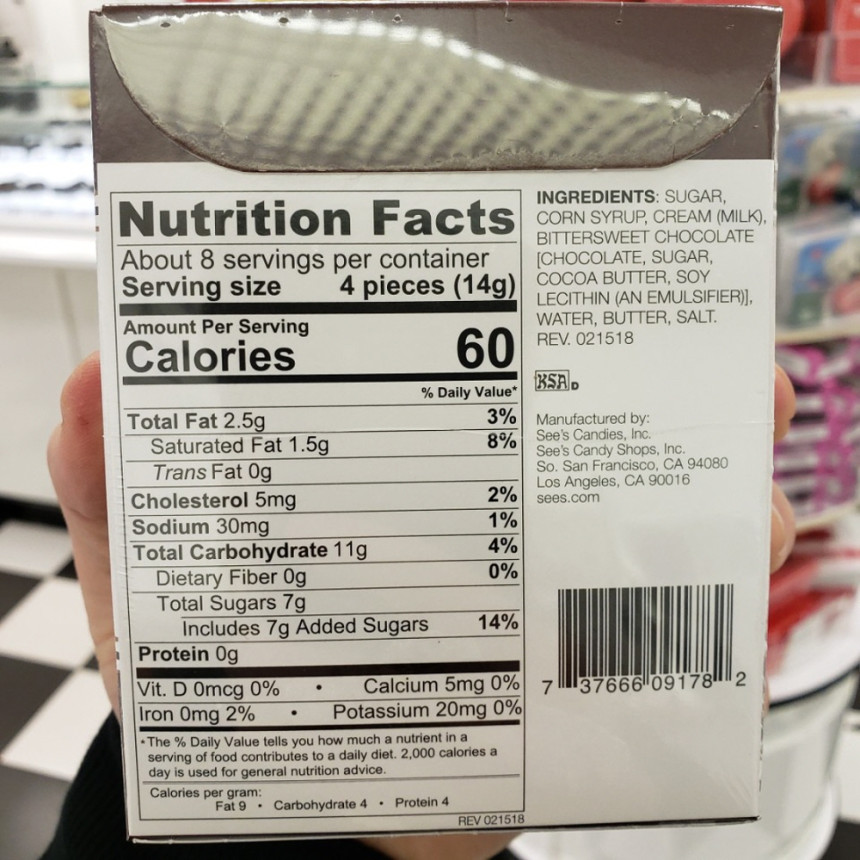 Nutrition Facts
About 8 servings per container
Serving size 4 pieces (14g)
Amount Per Serving
Calories 60
% Daily Value*
Total Fat 2.5g 3%
Saturated Fat 1.5g 8%
Trans Fat 0g
Cholesterol 5mg 2%
Sodium 30mg 1%
Total Carbohydrate 11g 4%
Dietary Fiber 0g 0%
Total Sugars 7g
Includes 7g Added Sugars 14%
Protein 0g
Vit. D 0mcg 0% • Calcium 5mg 0%
Iron 0mg 2% • Potassium 20mg 0%
*The % Daily Value tells you how much a nutrient in a
serving of food contributes to a daily diet. 2,000 calories a
day is used for general nutrition advice.
Calories per gram:
Fat 9 • Carbohydrate 4 • Protein 4
REV 021518
INGREDIENTS: SUGAR,
CORN SYRUP, CREAM (MILK),
BITTERSWEET CHOCOLATE
[CHOCOLATE, SUGAR,
COCOA BUTTER, SOY
LECITHIN (AN EMULSIFIER)],
WATER, BUTTER, SALT.
REV. 021518
KSA D
Manufactured by:
See's Candies, Inc.
See's Candy Shops, Inc.
So. San Francisco, CA 94080
Los Angeles, CA 90016
sees.com
7 37666 09178 2